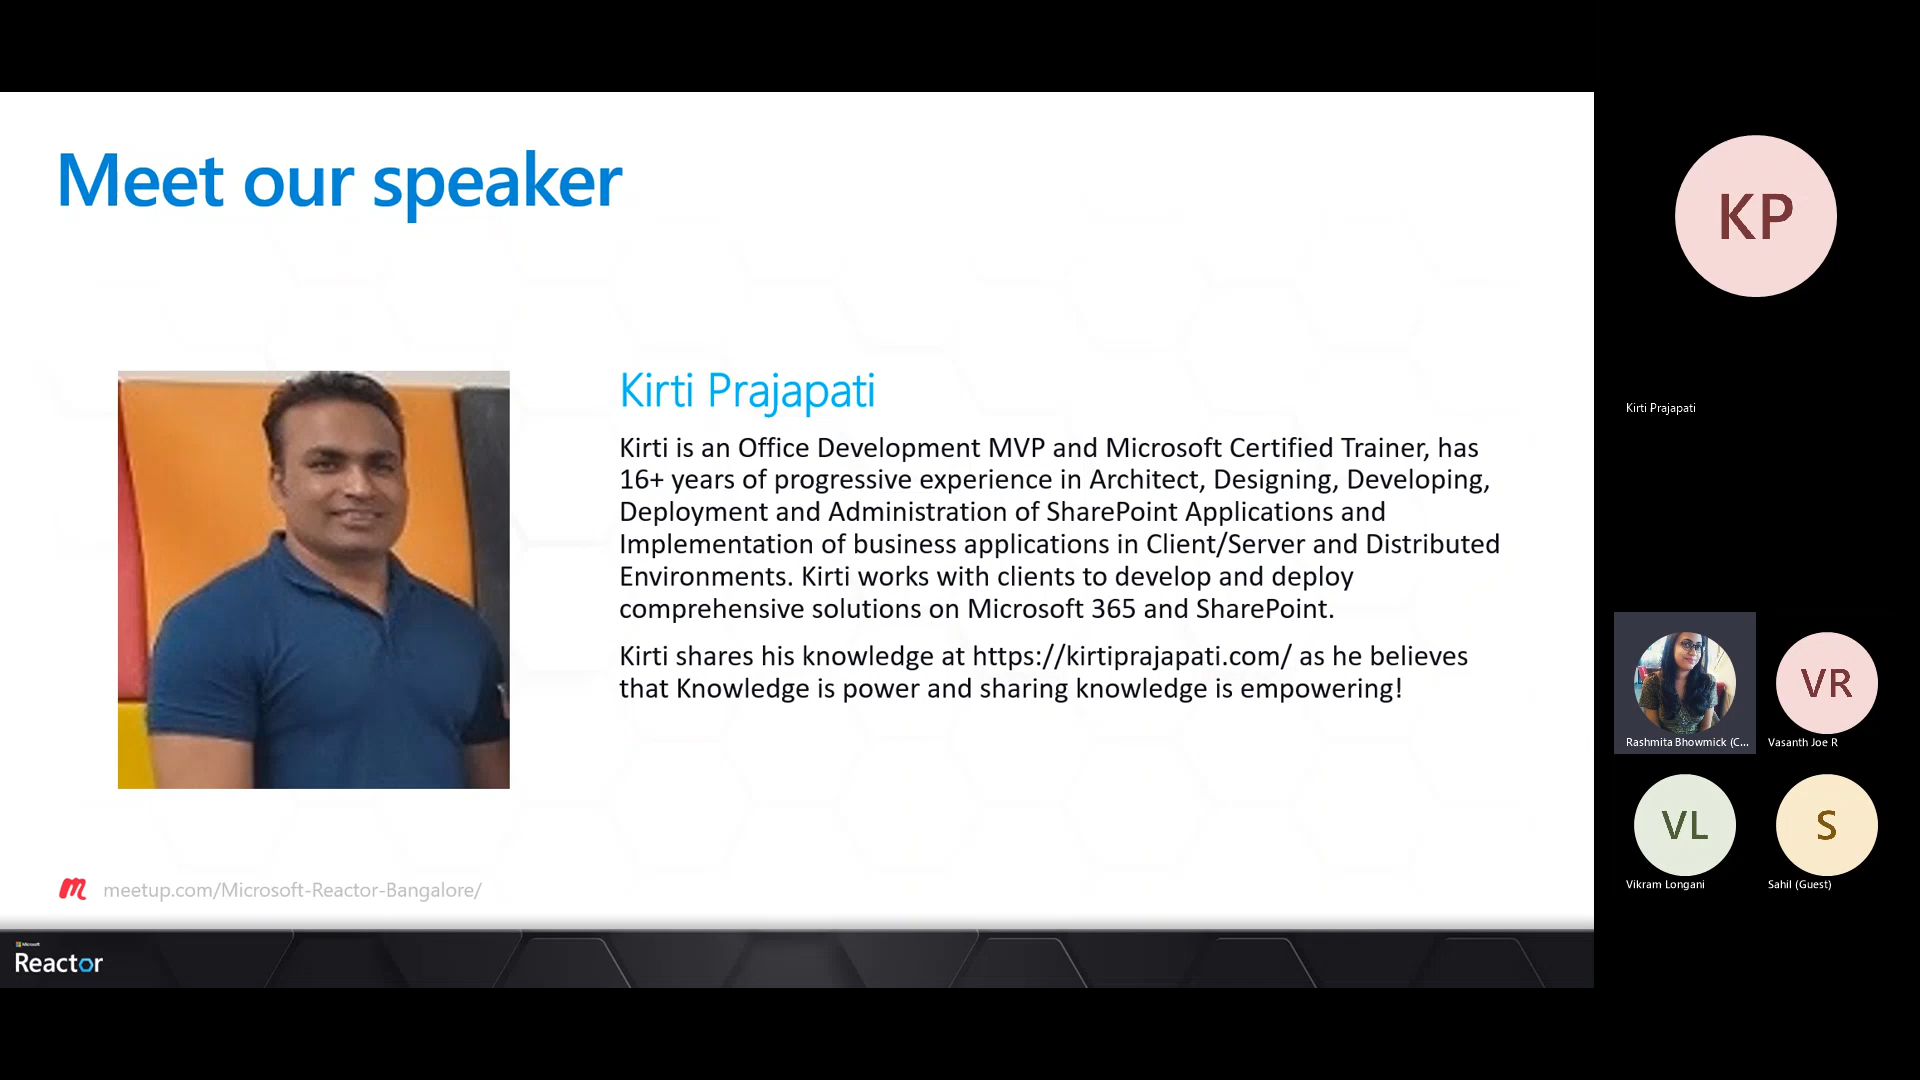 Meet our speaker
Kirti Prajapati
Kirti is an Office Development MVP and Microsoft Certified Trainer, has
16+ years of progressive experience in Architect, Designing, Developing,
Deployment and Administration of SharePoint Applications and
Implementation of business applications in Client/Server and Distributed
Environments. Kirti works with clients to develop and deploy
comprehensive solutions on Microsoft 365 and SharePoint.
Kirti shares his knowledge at https://kirtiprajapati.com/ as he believes
that Knowledge is power and sharing knowledge is empowering!
m meetup.com/Microsoft-Reactor-Bangalore/
Microsoft
Reactor
KP
Kirti Prajapati
Rashmita Bhowmick (C...
VR
Vasanth Joe R
VL
Vikram Longani
S
Sahil (Guest)